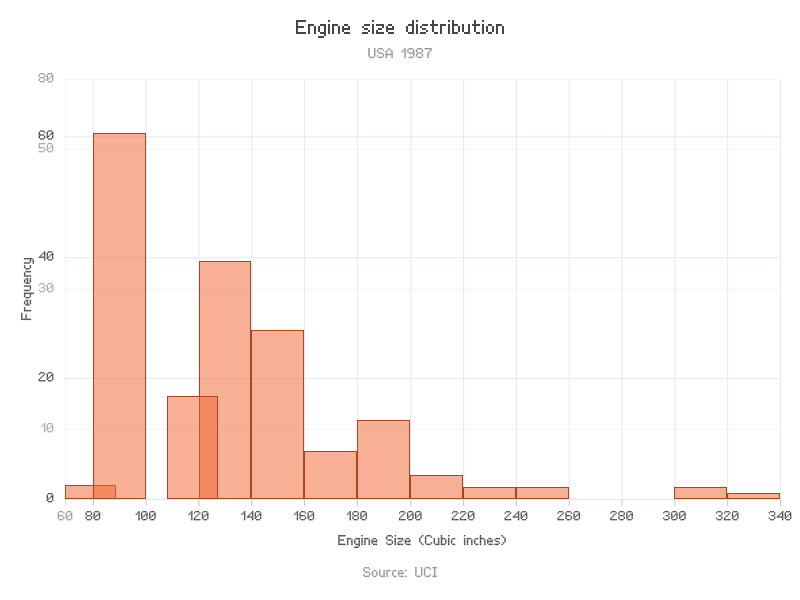 Engine size distribution
USA 1987
80
60
50
40
30
20
10
0
Frequency
60 80 100 120 140 160 180 200 220 240 260 280 300 320 340
Engine Size (Cubic inches)
Source: UCI